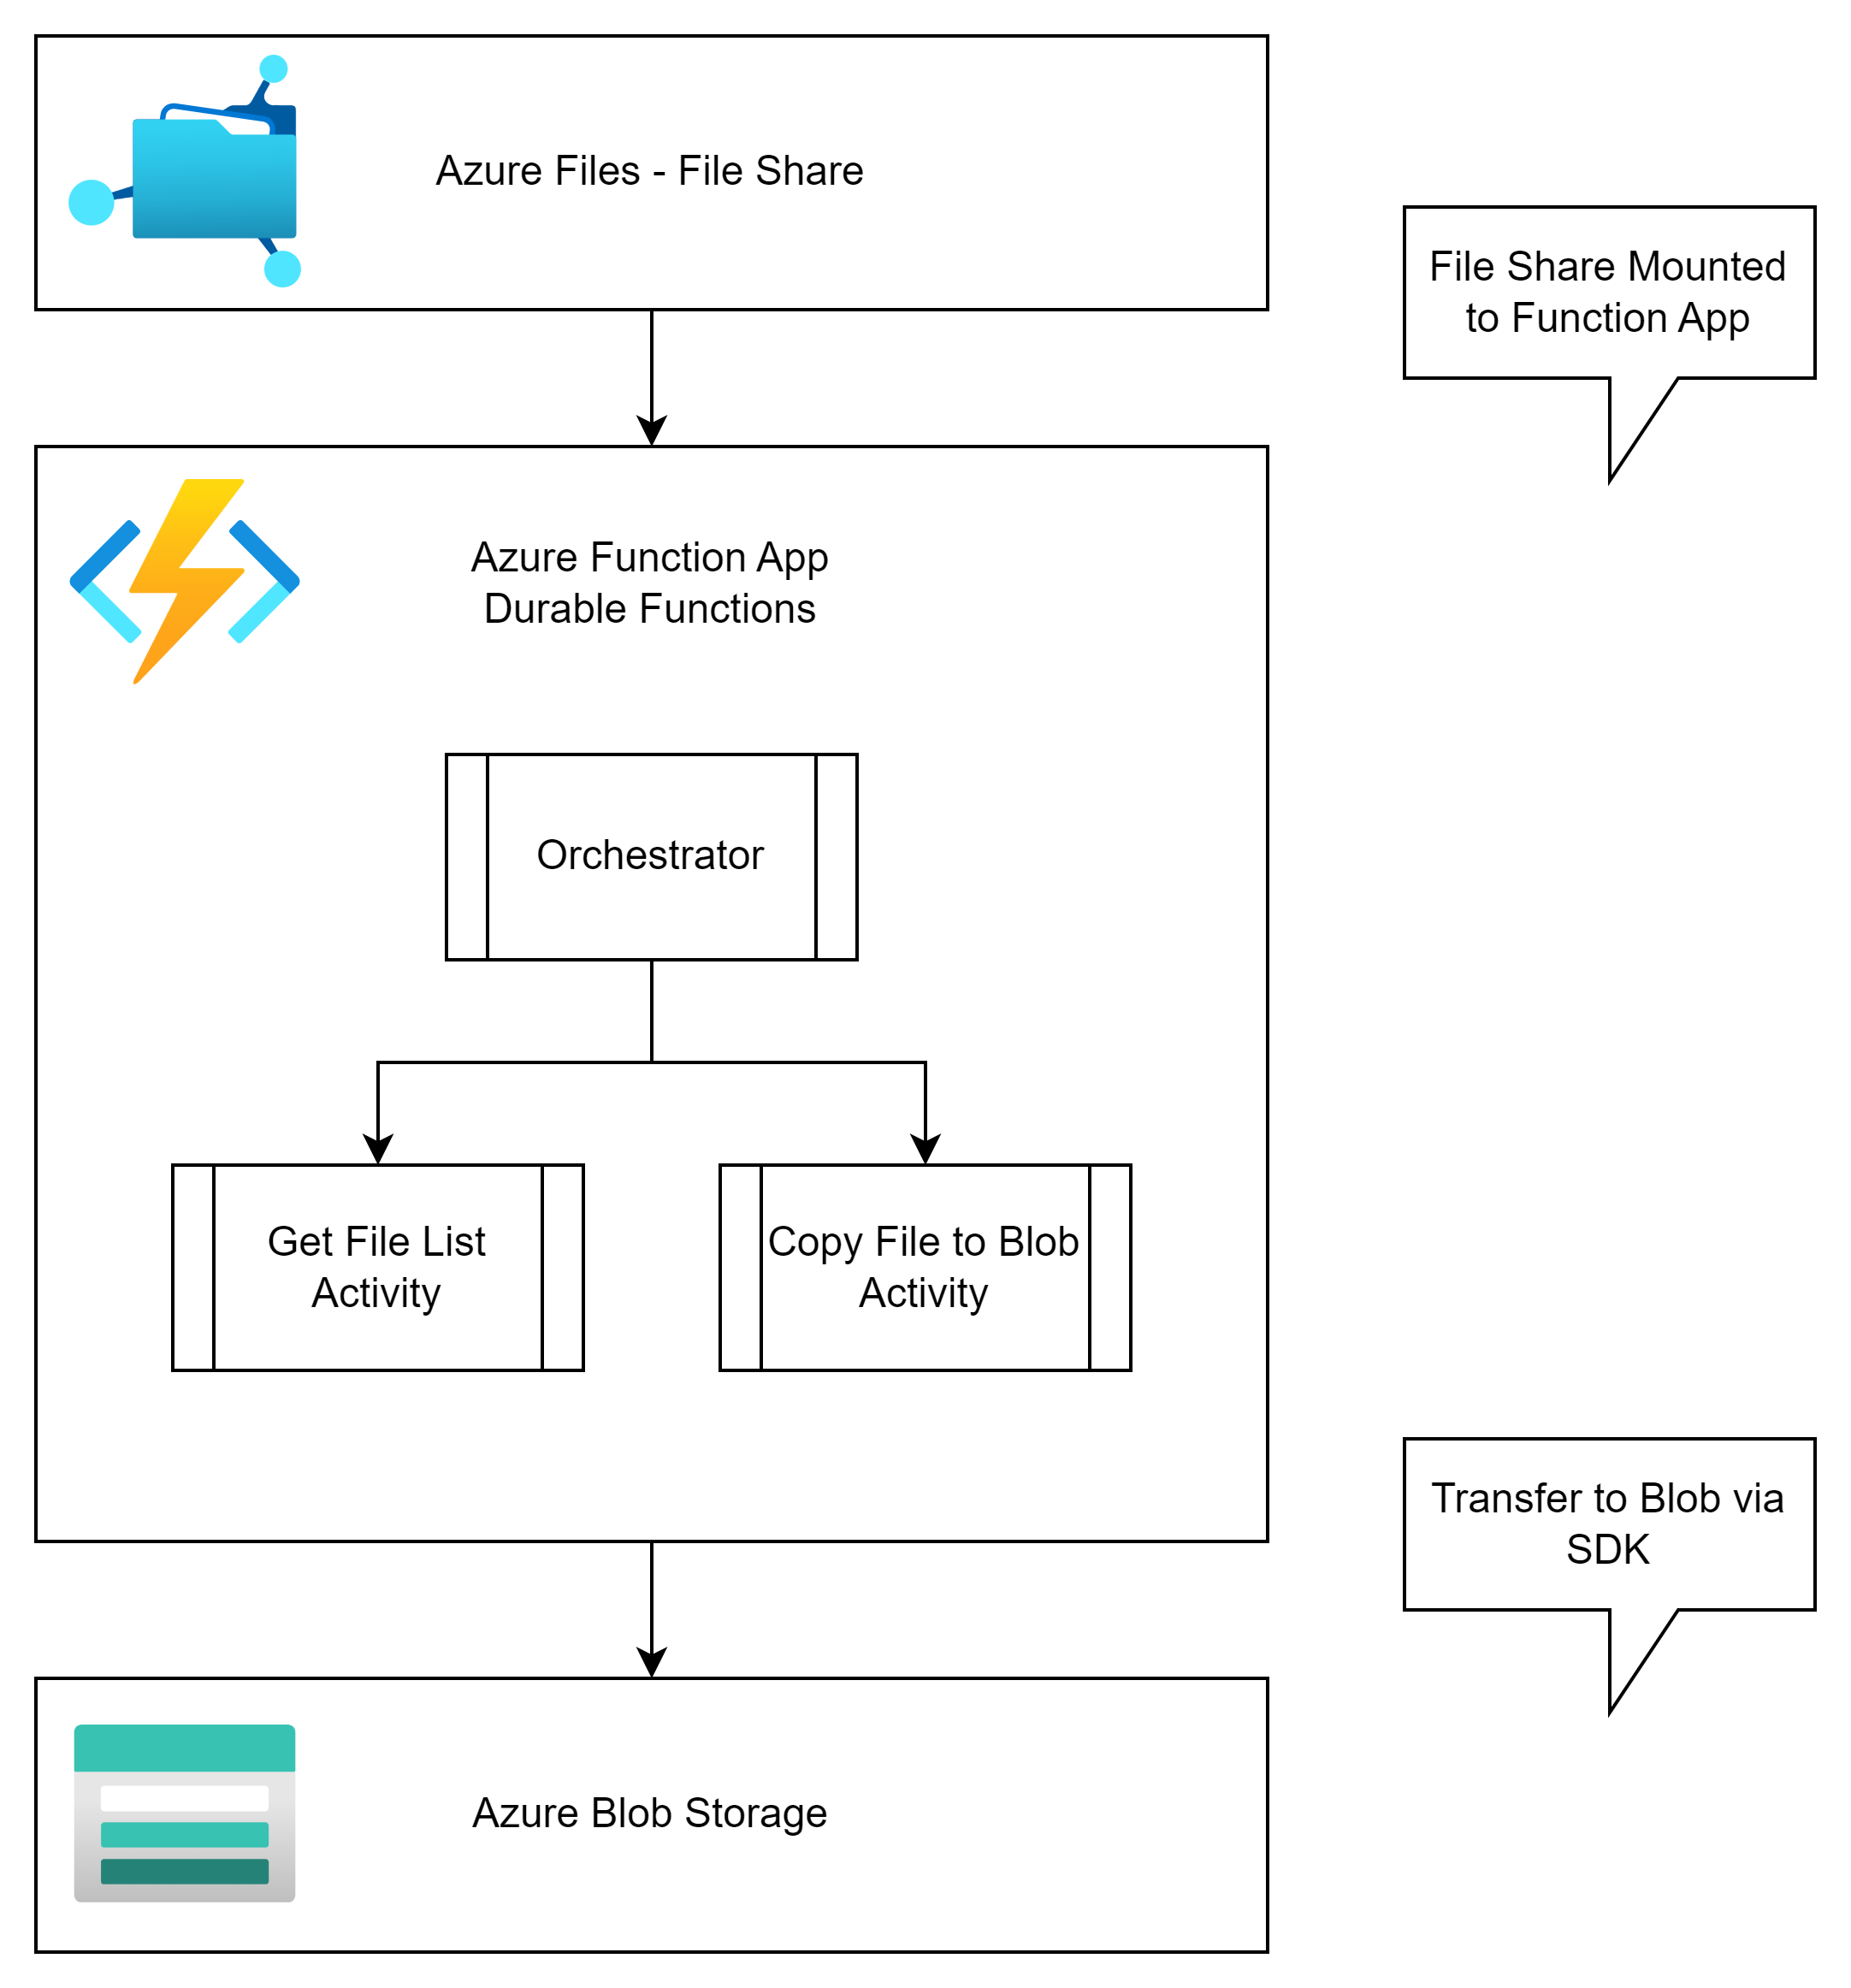 Azure Files - File Share
File Share Mounted
to Function App
Azure Function App
Durable Functions
Orchestrator
Get File List
Activity
Copy File to Blob
Activity
Transfer to Blob via
SDK
Azure Blob Storage